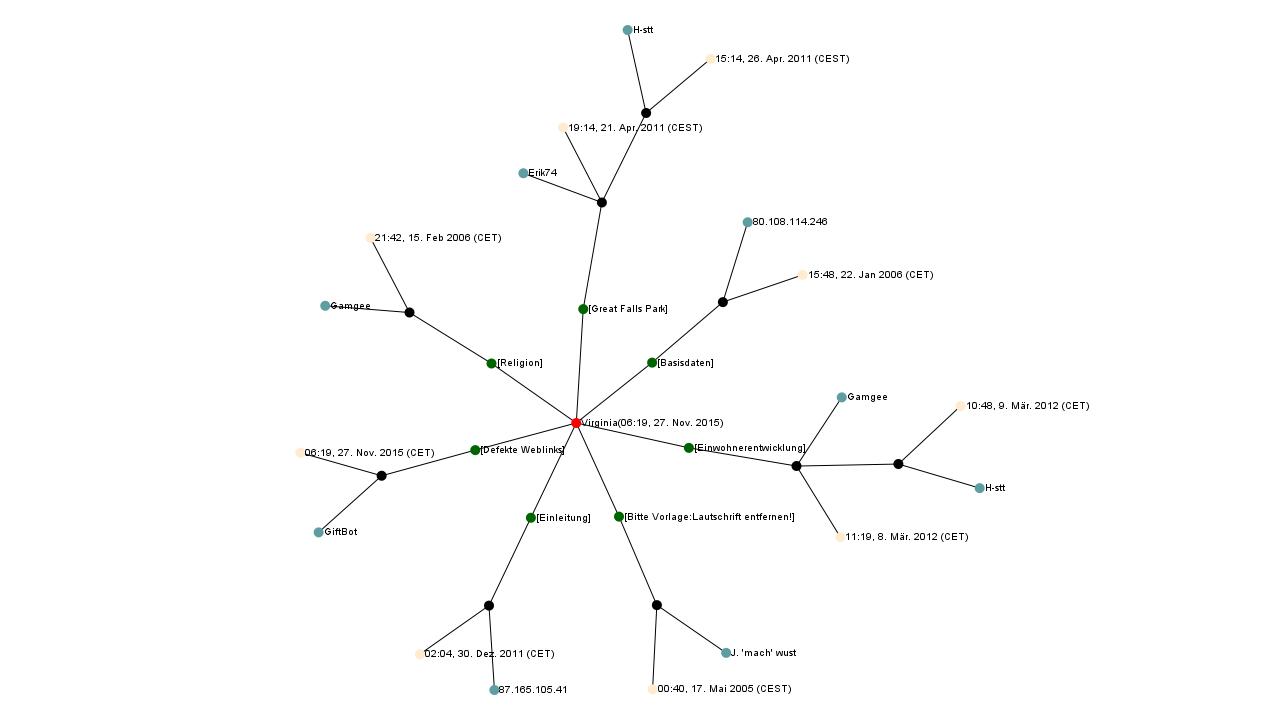 H-stt
15:14, 26. Apr. 2011 (CEST)
19:14, 21. Apr. 2011 (CEST)
Erik74
80.108.114.246
21:42, 15. Feb 2006 (CET)
15:48, 22. Jan 2006 (CET)
Gamgee
[Great Falls Park]
[Religion]
[Basisdaten]
Gamgee
10:48, 9. Mär. 2012 (CET)
Virginia(06:19, 27. Nov. 2015)
[Defekte Weblinks]
[Einwohnerentwicklung]
06:19, 27. Nov. 2015 (CET)
H-stt
[Einleitung]
[Bitte Vorlage:Lautschrift entfernen!]
GiftBot
11:19, 8. Mär. 2012 (CET)
02:04, 30. Dez. 2011 (CET)
J. 'mach' wust
87.165.105.41
00:40, 17. Mai 2005 (CEST)